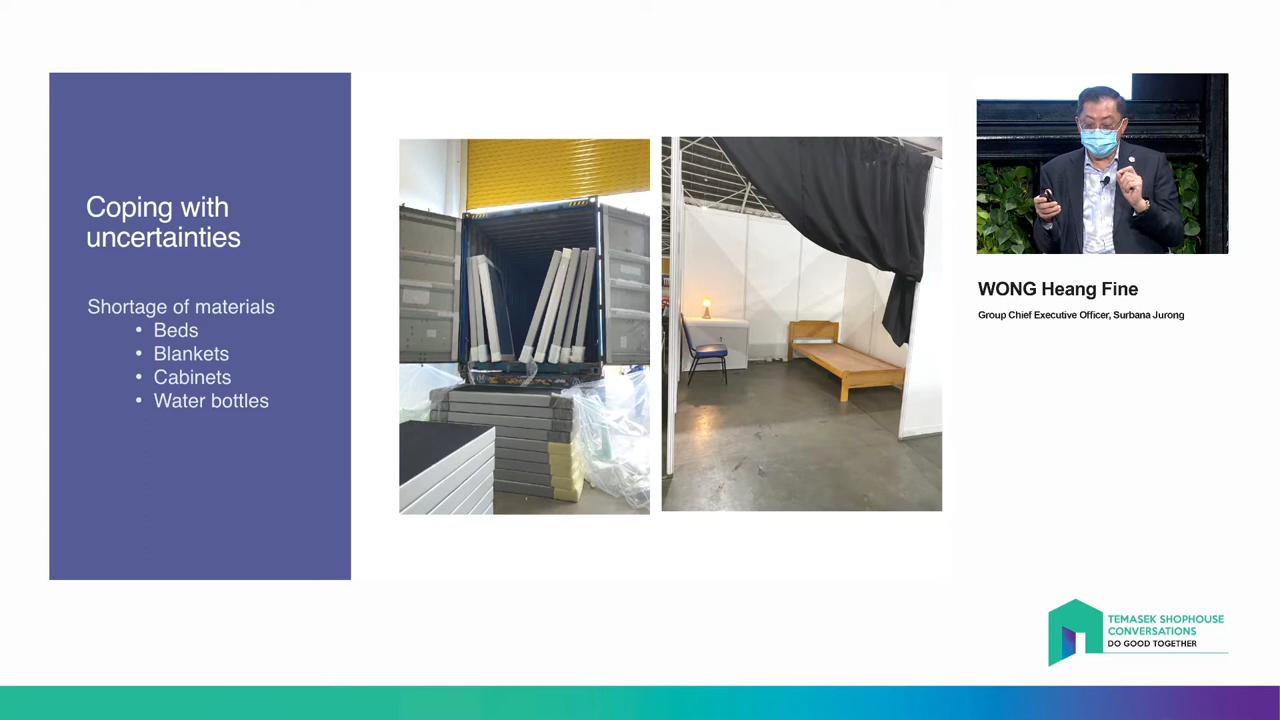 Coping with
uncertainties
Shortage of materials
• Beds
• Blankets
• Cabinets
• Water bottles
WONG Heang Fine
Group Chief Executive Officer, Surbana Jurong
TEMASEK SHOPHOUSE
CONVERSATIONS
DO GOOD TOGETHER